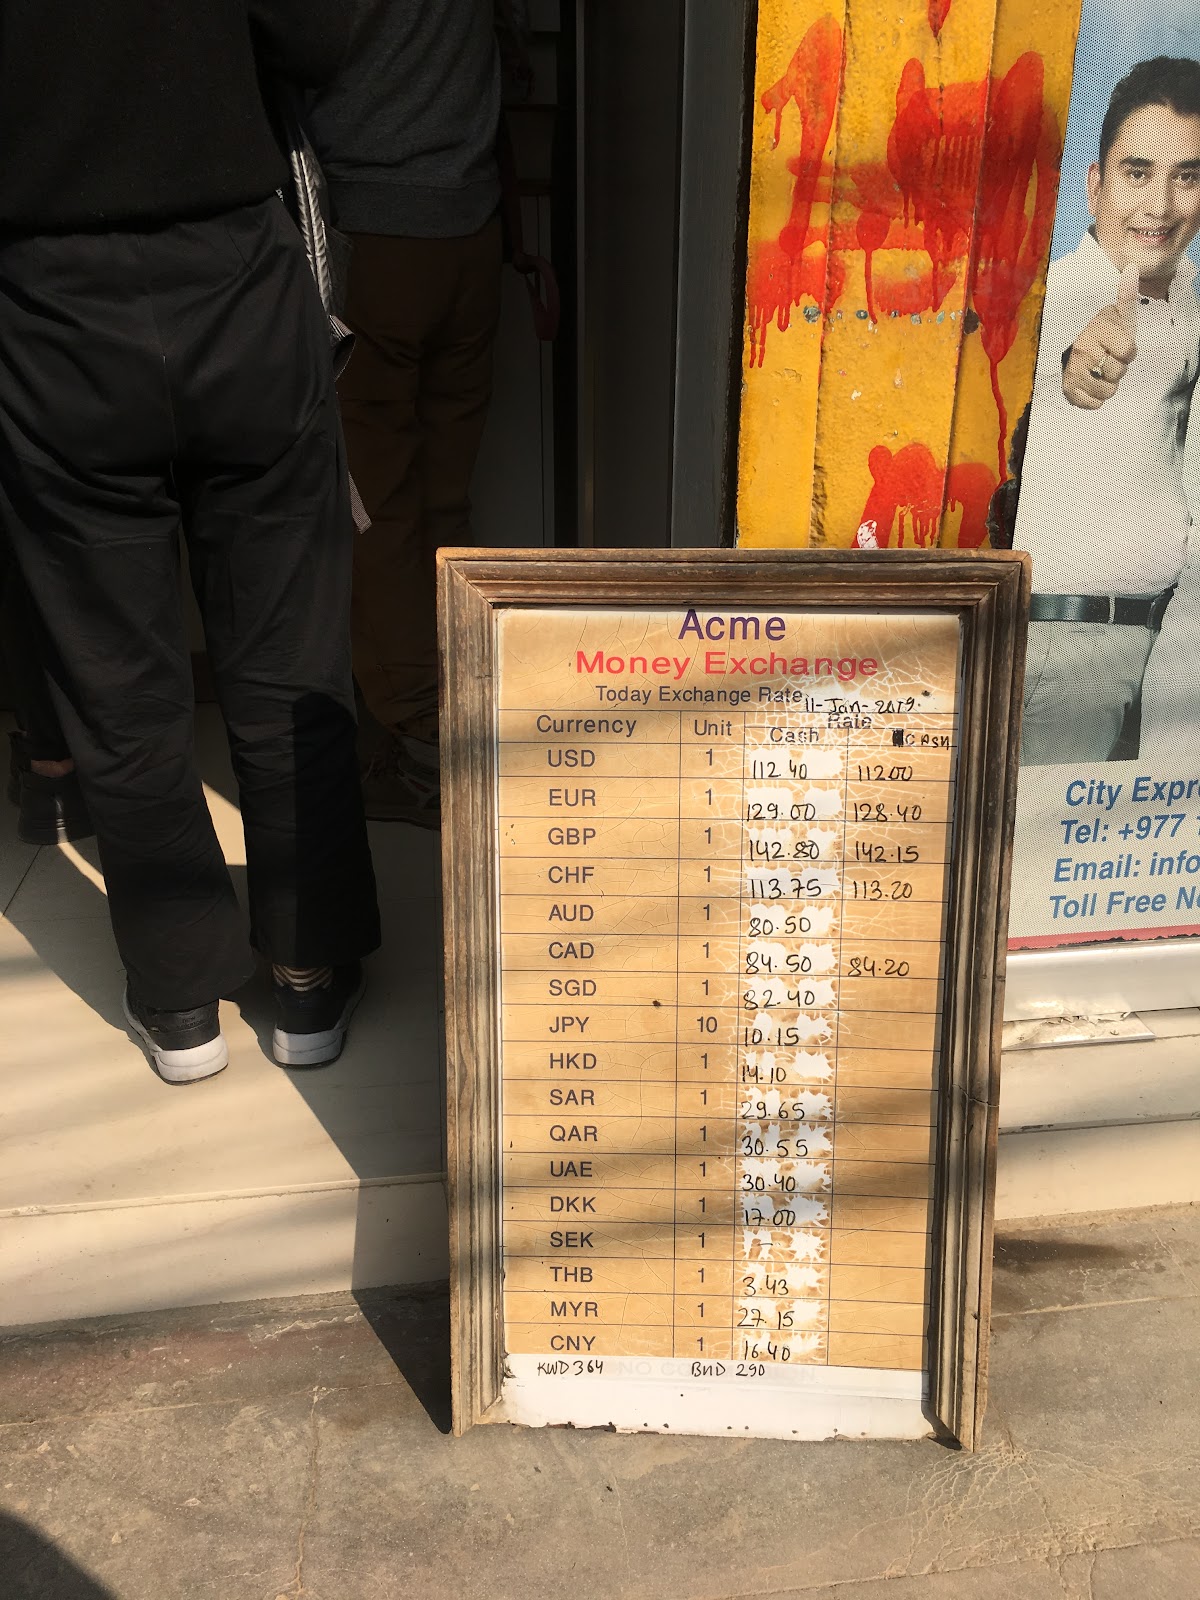 Acme
Money Exchange
Today Exchange Rate 11-Jan-2019.
Currency Unit Rate
Cash CASH
USD 1 112.40 112.00
EUR 1 129.00 128.40
GBP 1 142.80 142.15
CHF 1 113.75 113.20
AUD 1 80.50
CAD 1 84.50 84.20
SGD 1 82.40
JPY 10 10.15
HKD 1 14.10
SAR 1 29.65
QAR 1 30.55
UAE 1 30.40
DKK 1 17.00
SEK 1 —
THB 1 3.43
MYR 1 27.15
CNY 1 16.40
KWD 364 BHD 290
City Expr
Tel: +977
Email: info
Toll Free